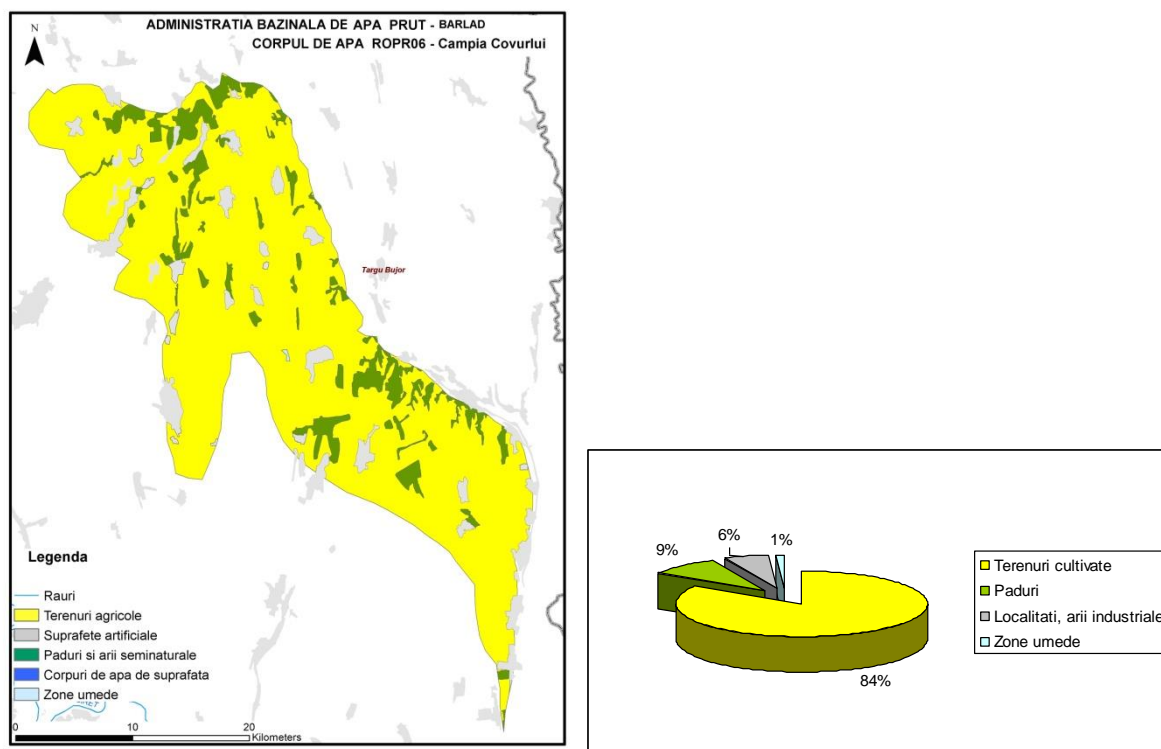 ADMINISTRATIA BAZINALA DE APA PRUT - BARLAD
CORPUL DE APA ROPR06 - Campia Covurlui
N
Targu Bujor
Legenda
Rauri
Terenuri agricole
Suprafete artificiale
Paduri si arii seminaturale
Corpuri de apa de suprafata
Zone umede
0 10 20
Kilometers
9%
6%
1%
84%
Terenuri cultivate
Paduri
Localitati, arii industriale
Zone umede